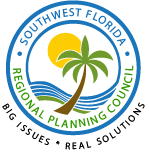 SOUTHWEST FLORIDA
REGIONAL PLANNING COUNCIL
BIG ISSUES * REAL SOLUTIONS